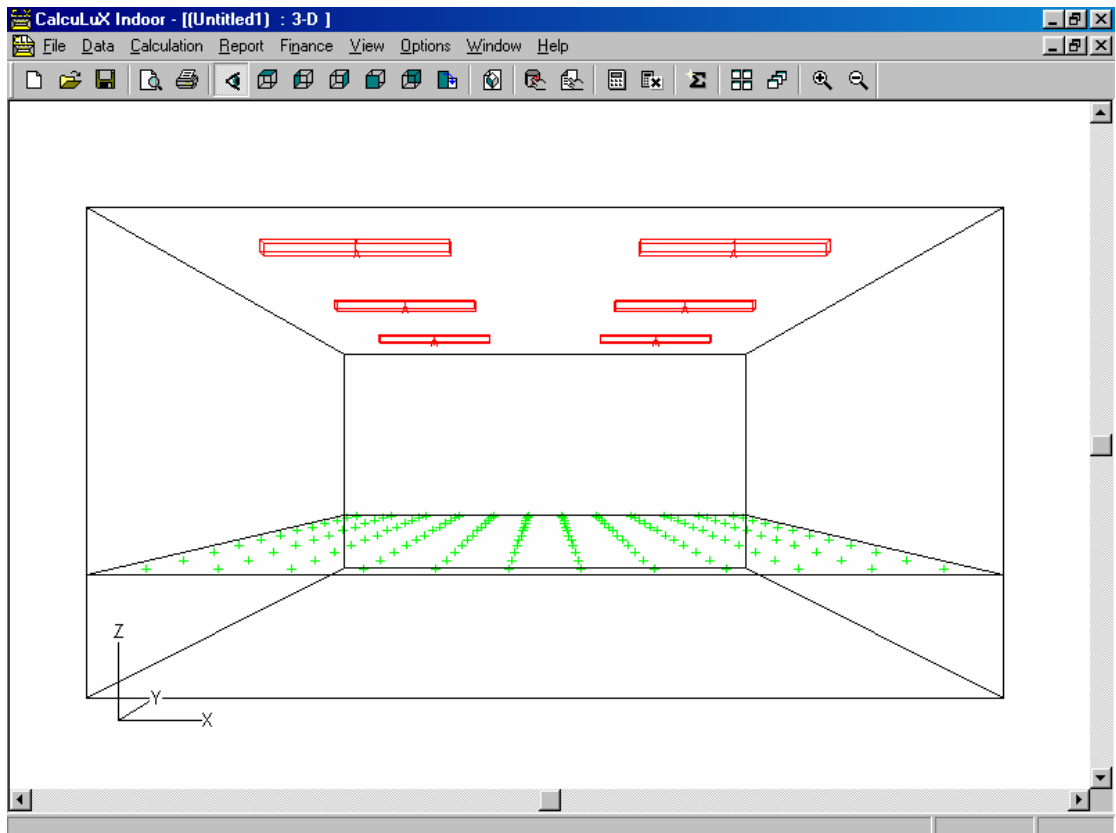 CalcuLuX Indoor - [(Untitled1) : 3-D ]
File Data Calculation Report Finance View Options Window Help
A A
A A
A A
Z
Y
X